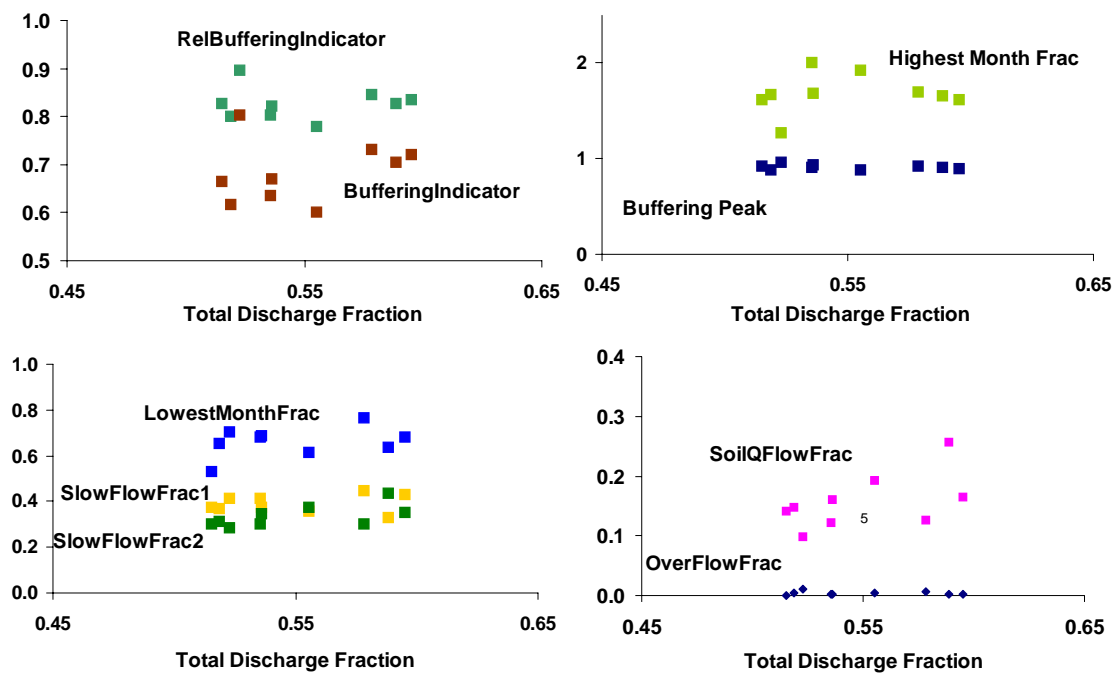 1.0
RelBufferingIndicator
0.9
0.8
0.7
BufferingIndicator
0.6
0.5
0.45
0.55
0.65
Total Discharge Fraction
2
Highest Month Frac
1
Buffering Peak
0
0.45
0.55
0.65
Total Discharge Fraction
1.0
0.8
LowestMonthFrac
0.6
SlowFlowFrac1
0.4
SlowFlowFrac2
0.2
0.0
0.45
0.55
0.65
Total Discharge Fraction
0.4
0.3
SoilQFlowFrac
0.2
5
0.1
OverFlowFrac
0.0
0.45
0.55
0.65
Total Discharge Fraction